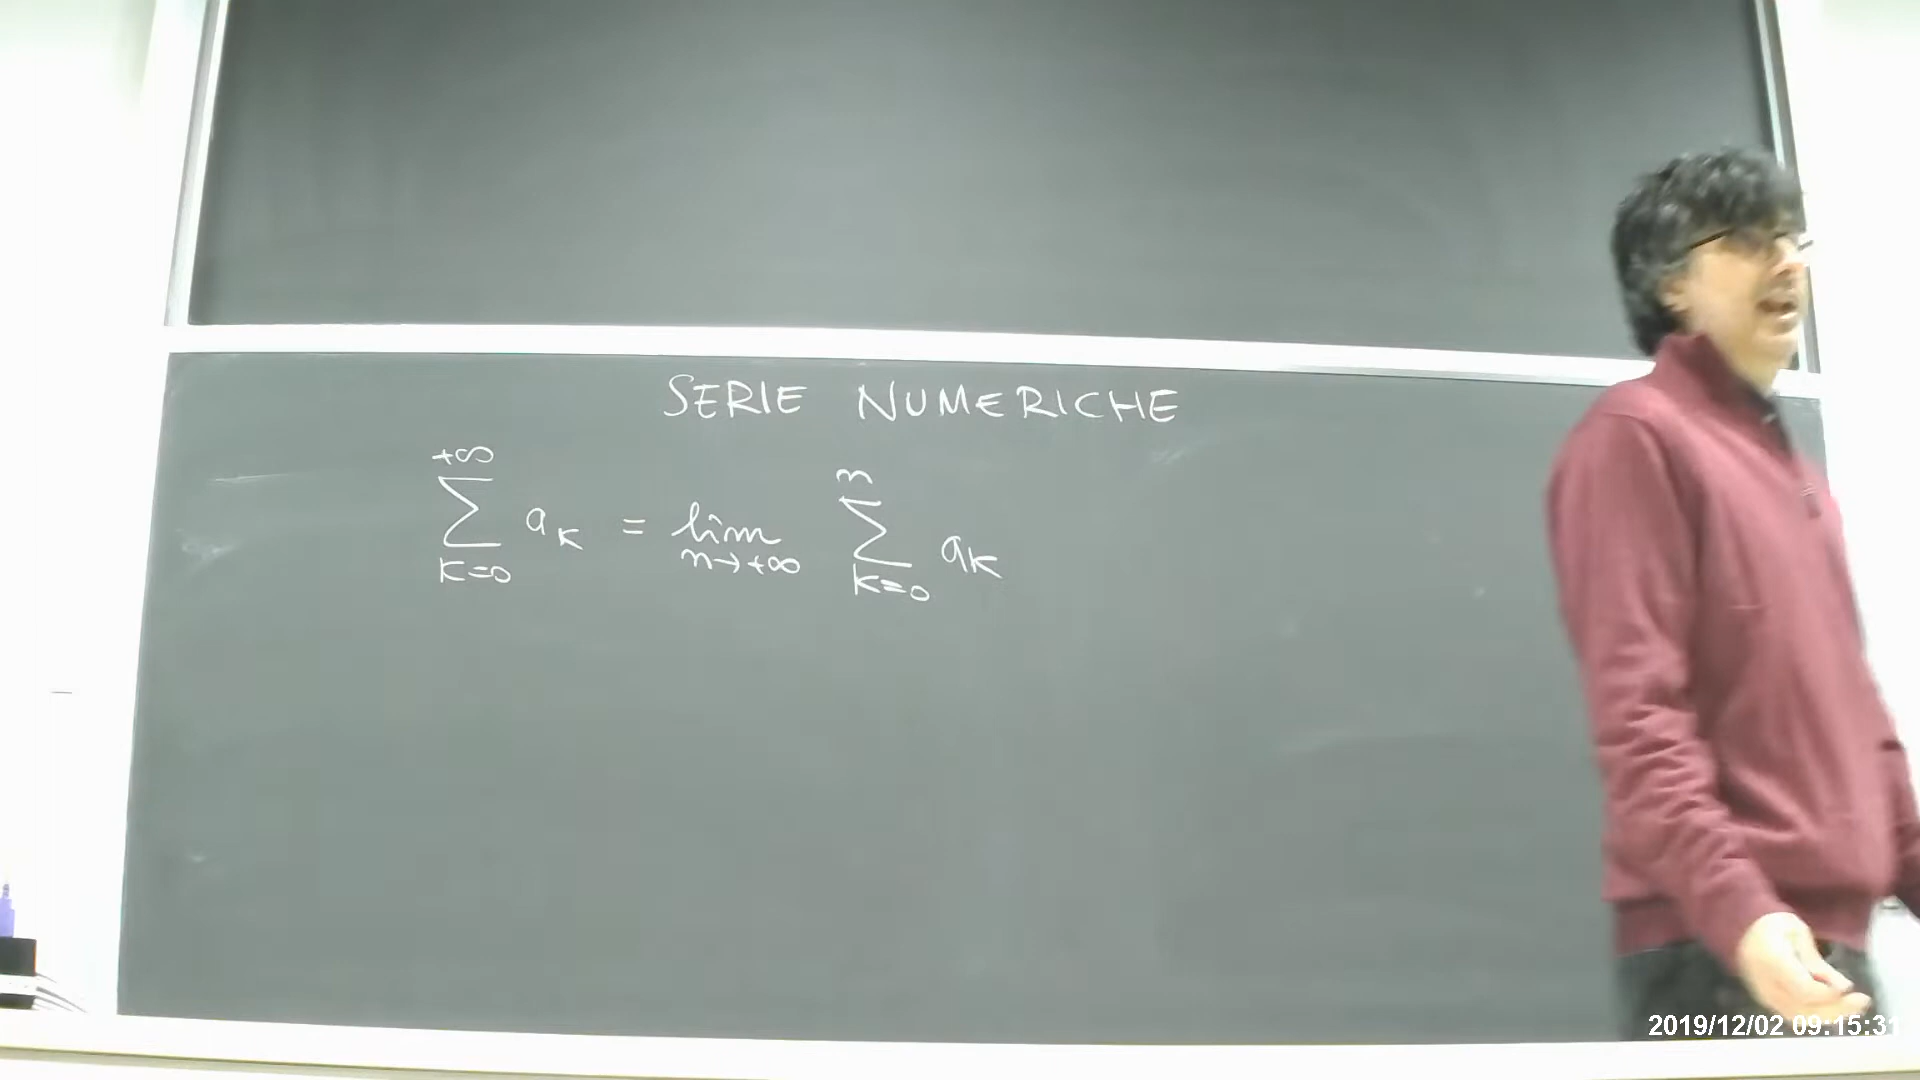 SERIE NUMERICHE
+∞ ∑ k=0 a_k = lim n→+∞ n ∑ k=0 a_k
2019/12/02 09:15:31